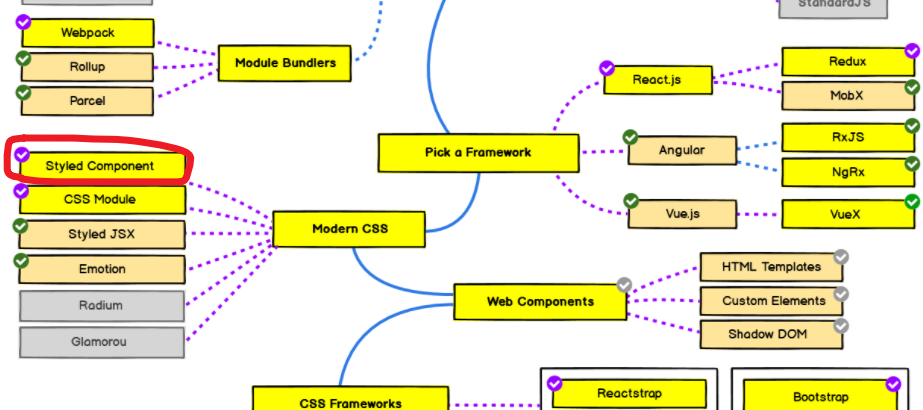 StandardJS
Webpack
Rollup
Parcel
Module Bundlers
React.js
Redux
MobX
Styled Component
CSS Module
Styled JSX
Emotion
Radium
Glamorou
Modern CSS
Pick a Framework
Angular
RxJS
NgRx
Vue.js
VueX
Web Components
HTML Templates
Custom Elements
Shadow DOM
CSS Frameworks
Reactstrap
Bootstrap